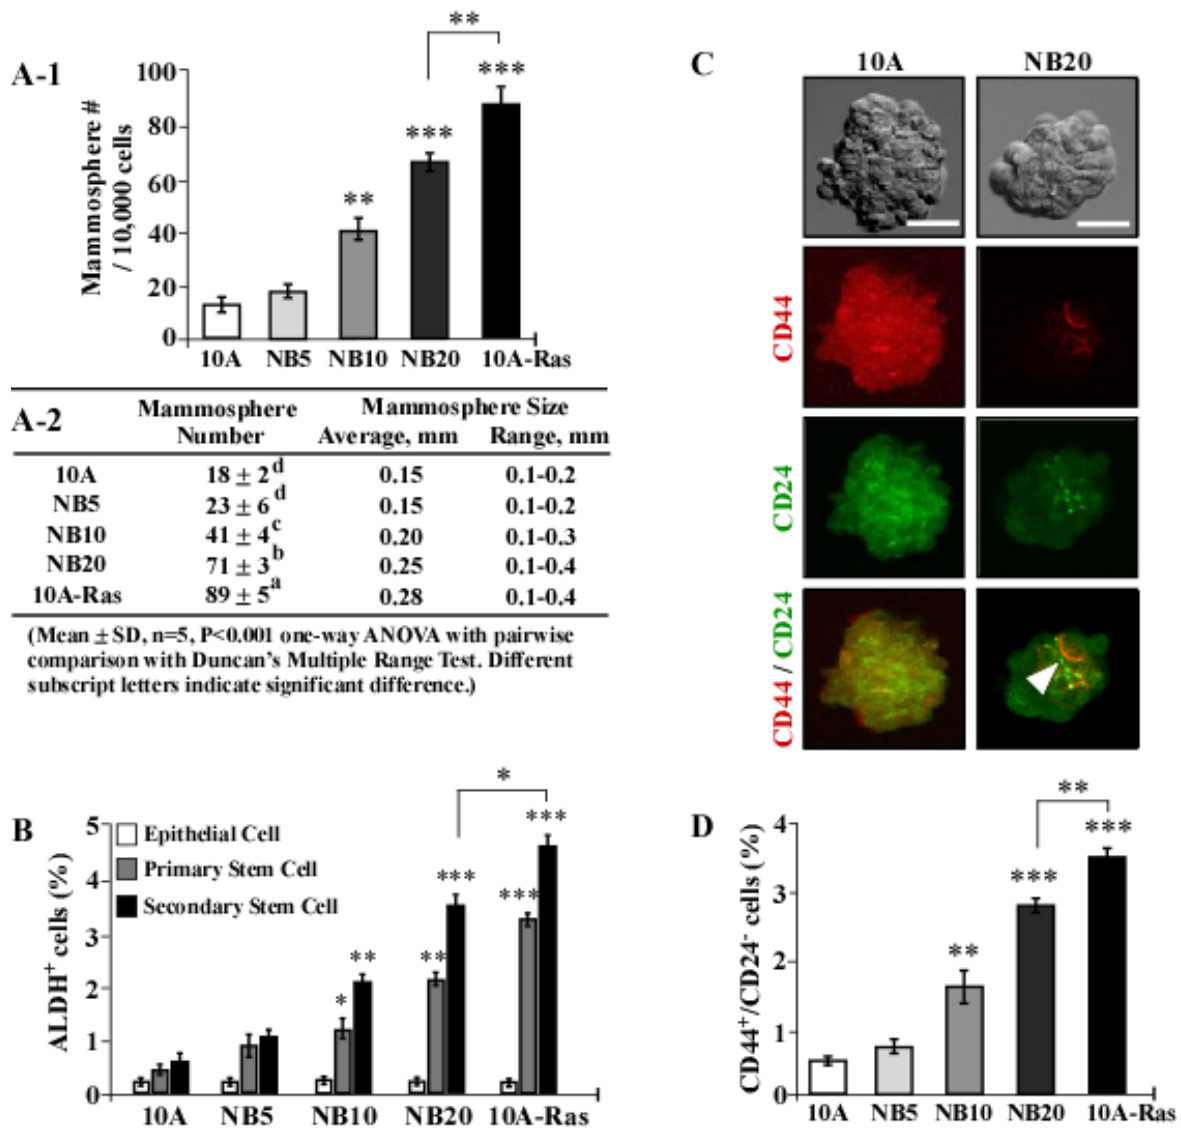 A-1
Mammosphere #
/ 10,000 cells
100
80
60
40
20
0
**
***
***
**
10A
NB5
NB10
NB20
10A-Ras
A-2
Mammosphere Number
Mammosphere Size
Average, mm
Range, mm
10A 18 ± 2^d 0.15 0.1-0.2
NB5 23 ± 6^d 0.15 0.1-0.2
NB10 41 ± 4^c 0.20 0.1-0.3
NB20 71 ± 3^b 0.25 0.1-0.4
10A-Ras 89 ± 5^a 0.28 0.1-0.4
(Mean ± SD, n=5, P<0.001 one-way ANOVA with pairwise
comparison with Duncan's Multiple Range Test. Different
subscript letters indicate significant difference.)
B
ALDH⁺ cells (%)
5
4
3
2
1
0
Epithelial Cell
Primary Stem Cell
Secondary Stem Cell
*
***
***
***
**
**
*
10A
NB5
NB10
NB20
10A-Ras
C
10A
NB20
CD44
CD24
CD44 / CD24
D
CD44⁺/CD24⁻ cells (%)
4
3
2
1
0
**
***
***
**
10A
NB5
NB10
NB20
10A-Ras